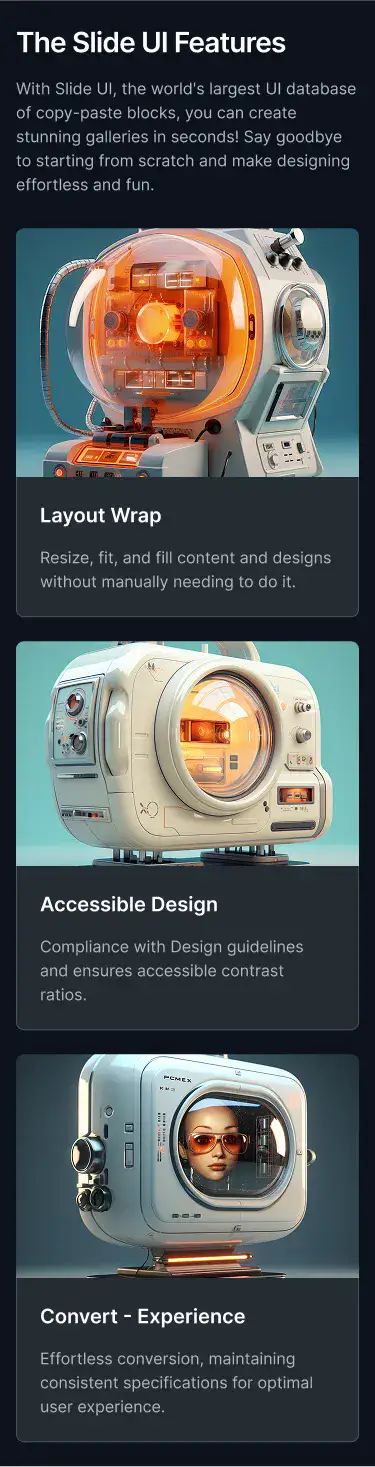 The Slide UI Features
With Slide UI, the world's largest UI database
of copy-paste blocks, you can create
stunning galleries in seconds! Say goodbye
to starting from scratch and make designing
effortless and fun.
Layout Wrap
Resize, fit, and fill content and designs
without manually needing to do it.
Accessible Design
Compliance with Design guidelines
and ensures accessible contrast
ratios.
PCMEX
Convert - Experience
Effortless conversion, maintaining
consistent specifications for optimal
user experience.